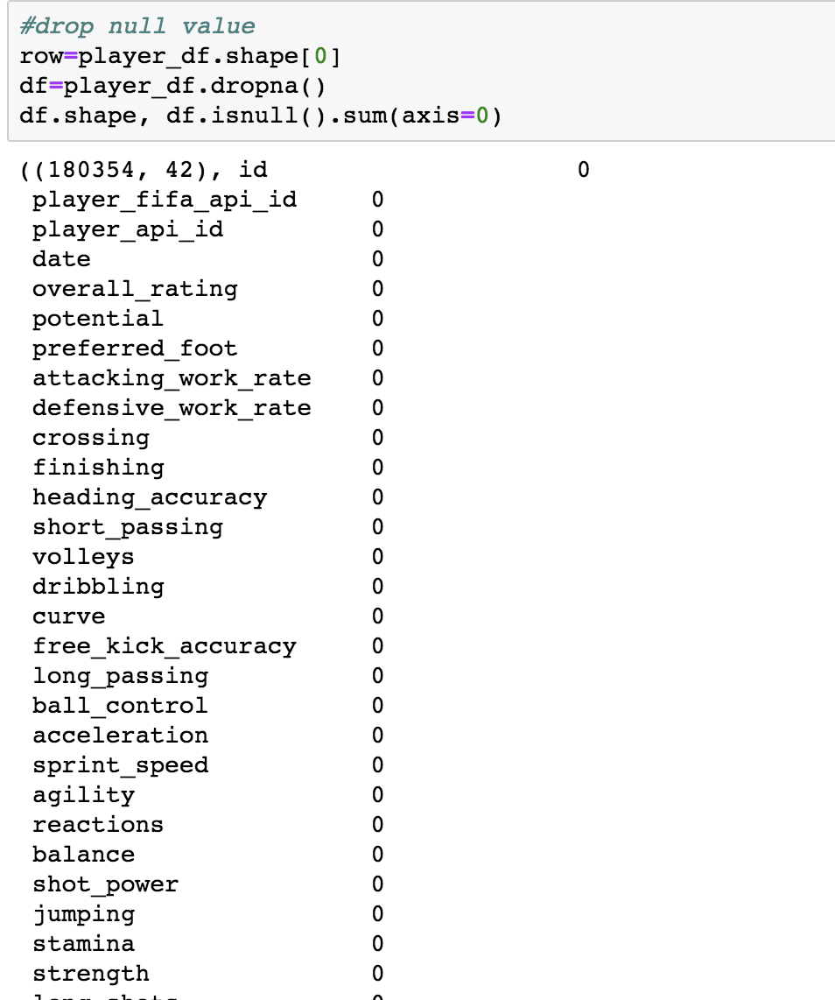 #drop null value
row=player_df.shape[0]
df=player_df.dropna()
df.shape, df.isnull().sum(axis=0)
((180354, 42), id 0
player_fifa_api_id 0
player_api_id 0
date 0
overall_rating 0
potential 0
preferred_foot 0
attacking_work_rate 0
defensive_work_rate 0
crossing 0
finishing 0
heading_accuracy 0
short_passing 0
volleys 0
dribbling 0
curve 0
free_kick_accuracy 0
long_passing 0
ball_control 0
acceleration 0
sprint_speed 0
agility 0
reactions 0
balance 0
shot_power 0
jumping 0
stamina 0
strength 0
long_shots 0